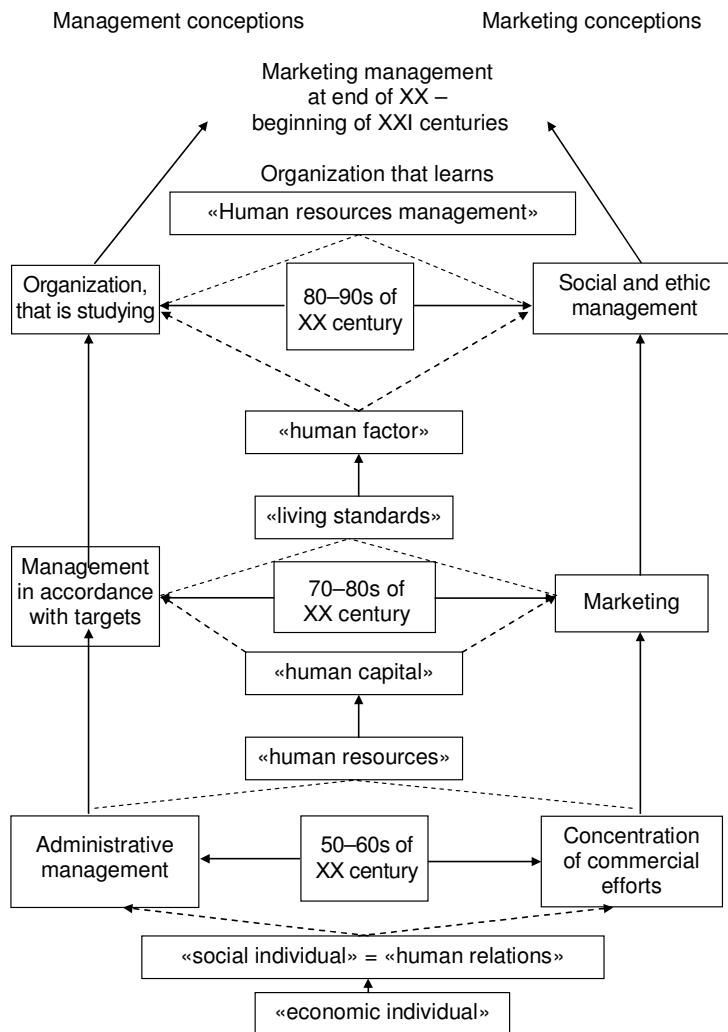 Management conceptions
Marketing conceptions
Marketing management
at end of XX –
beginning of XXI centuries
Organization that learns
«Human resources management»
Organization,
that is studying
80–90s of
XX century
Social and ethic
management
«human factor»
«living standards»
Management
in accordance
with targets
70–80s of
XX century
Marketing
«human capital»
«human resources»
Administrative
management
50–60s of
XX century
Concentration
of commercial
efforts
«social individual» = «human relations»
«economic individual»